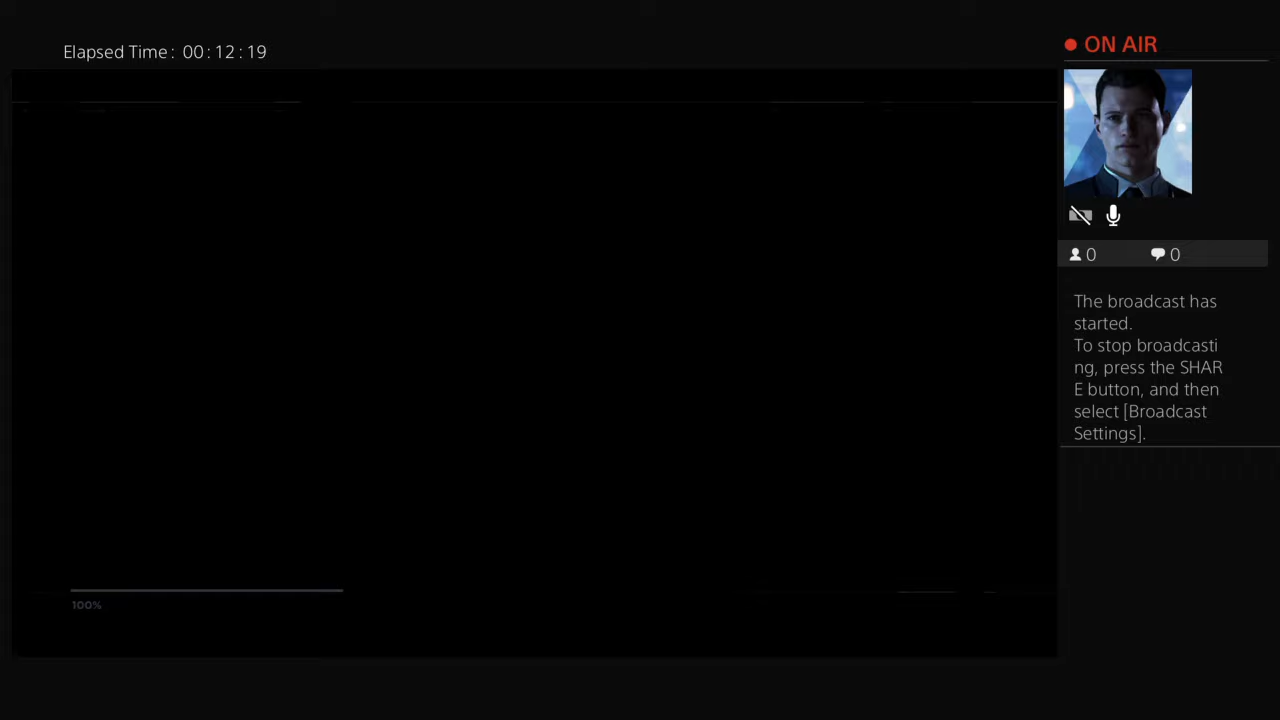 Elapsed Time: 00:12:19
ON AIR
0 0
The broadcast has
started.
To stop broadcasti
ng, press the SHAR
E button, and then
select [Broadcast
Settings].
100%